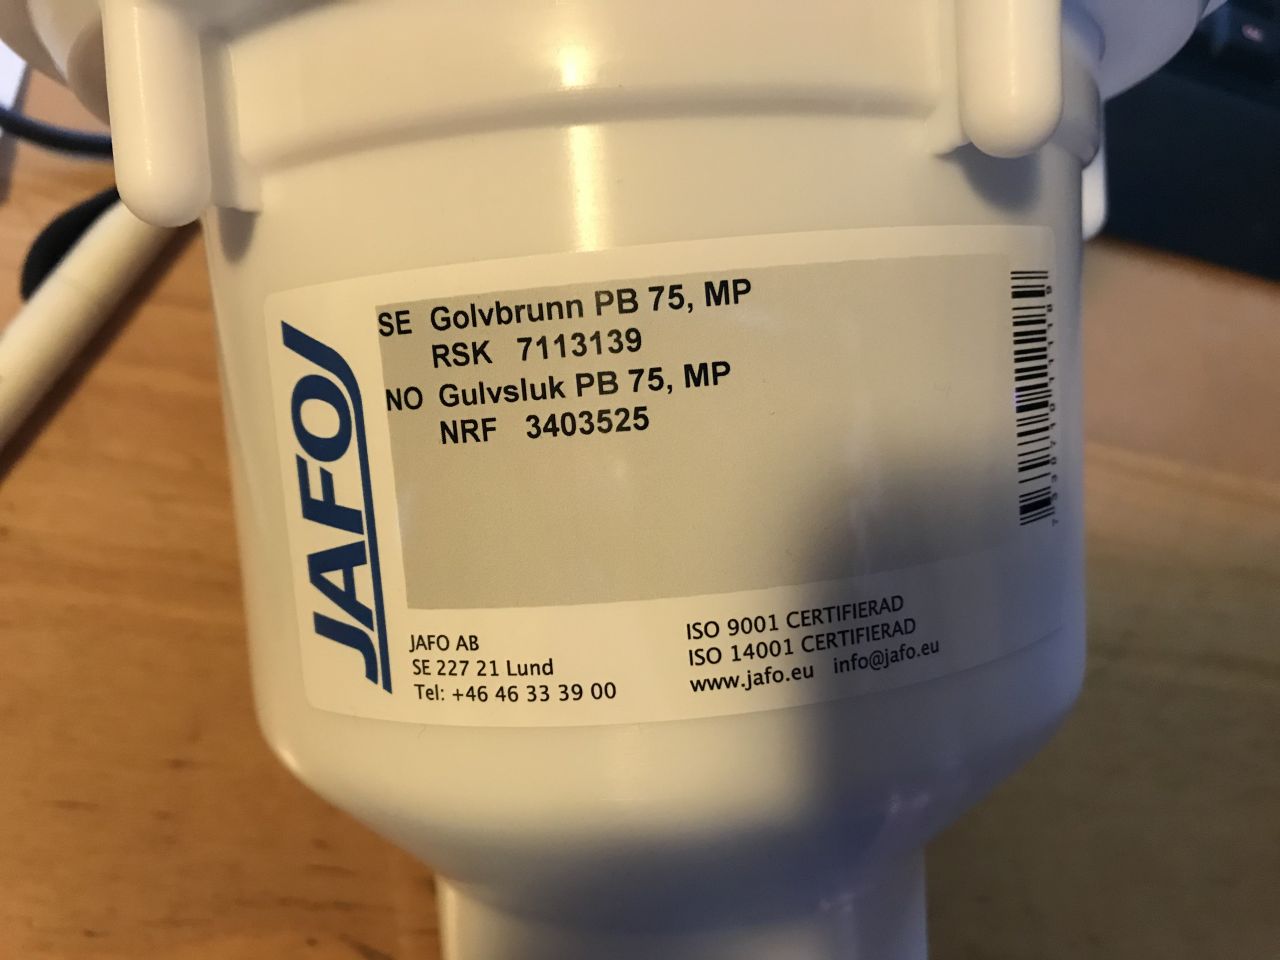 JAFO
SE Golvbrunn PB 75, MP
RSK 7113139
NO Gulvsluk PB 75, MP
NRF 3403525
JAFO AB
SE 227 21 Lund
Tel: +46 46 33 39 00
ISO 9001 CERTIFIERAD
ISO 14001 CERTIFIERAD
www.jafo.eu info@jafo.eu